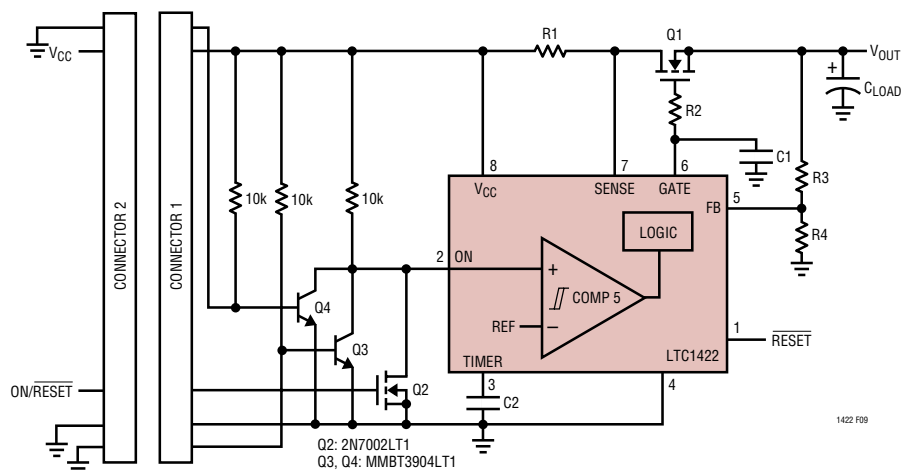 CONNECTOR 2
CONNECTOR 1
VCC
R1
Q1
VOUT
+
CLOAD
R2
C1
8
7
6
VCC
SENSE
GATE
R3
10k
10k
10k
5
FB
LOGIC
R4
2
ON
+
COMP 5
Q4
REF
−
1
RESET
Q3
LTC1422
TIMER
ON/RESET
Q2
3
4
C2
Q2: 2N7002LT1
Q3, Q4: MMBT3904LT1
1422 F09